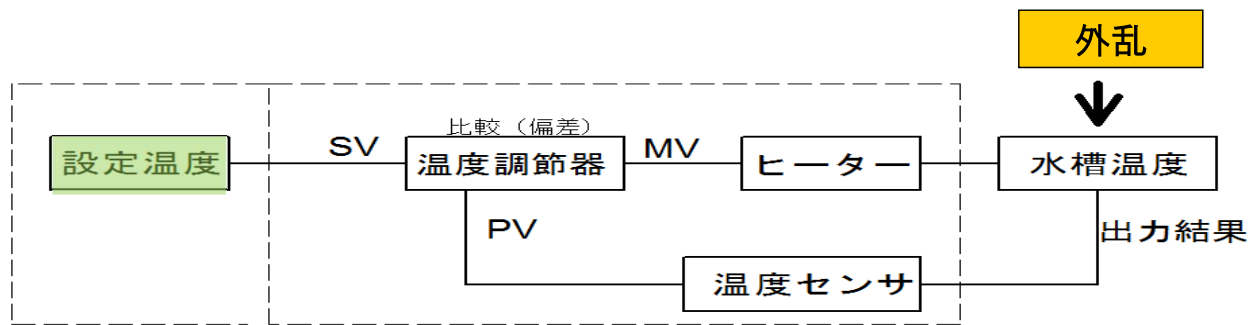 外乱
比較（偏差）
設定温度
SV
温度調節器
MV
ヒーター
水槽温度
PV
出力結果
温度センサ